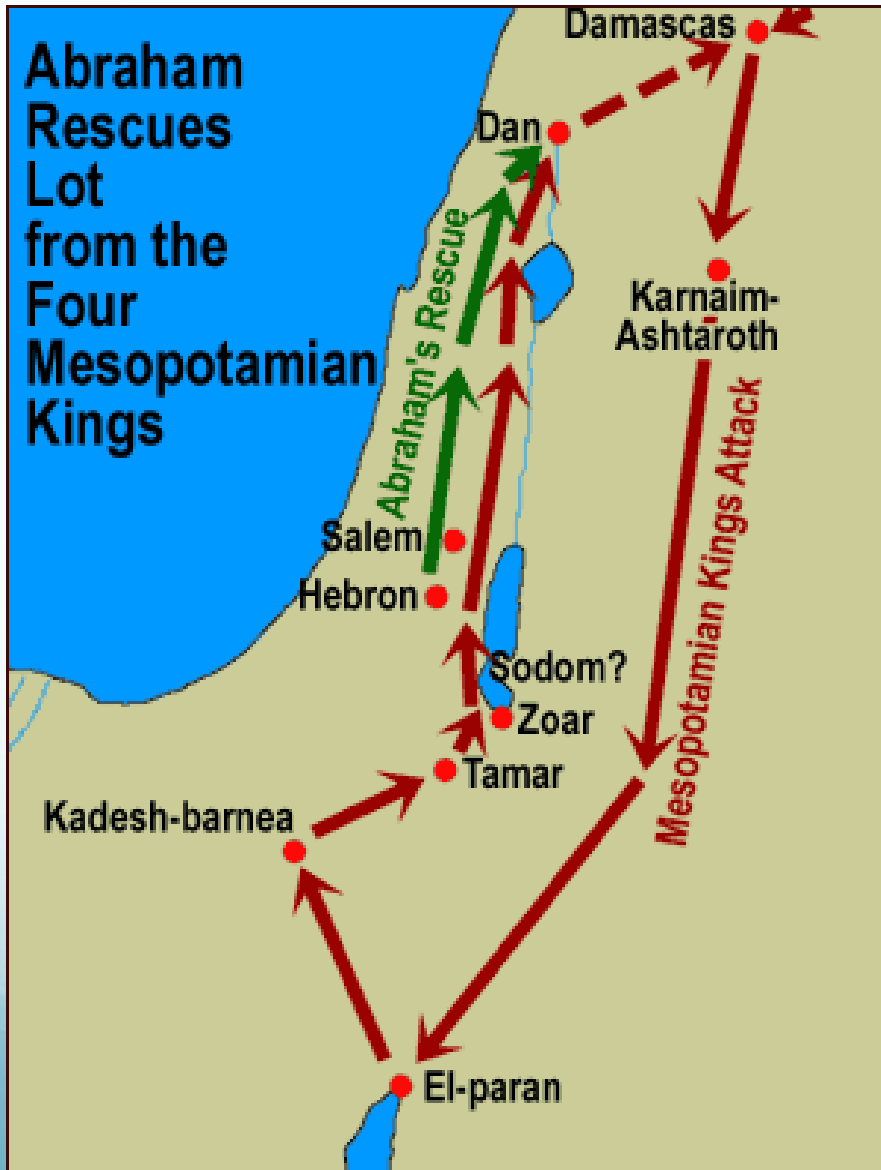 Abraham
Rescues
Lot
from the
Four
Mesopotamian
Kings
Damascas
Dan
Karnaim-
Ashtaroth
Abraham's Rescue
Mesopotamian Kings Attack
Salem
Hebron
Sodom?
Zoar
Tamar
Kadesh-barnea
El-paran